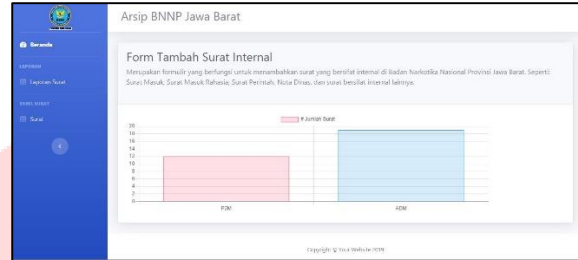 Arsip BNNP Jawa Barat
Beranda
LAPORAN
Laporan Surat
Surat
Form Tambah Surat Internal
Merupakan formulir yang berfungsi untuk menambahkan surat yang bersifat internal di Badan Narkotika Nasional Provinsi Jawa Barat. Seperti:
Surat Masuk, Surat Masuk Rahasia, Surat Perintah, Nota Dinas, dan surat bersifat internal lainnya.
# Jumlah Surat
20
18
16
14
12
10
8
6
4
2
0
P2M
ADM
Copyright © Your Website 2019